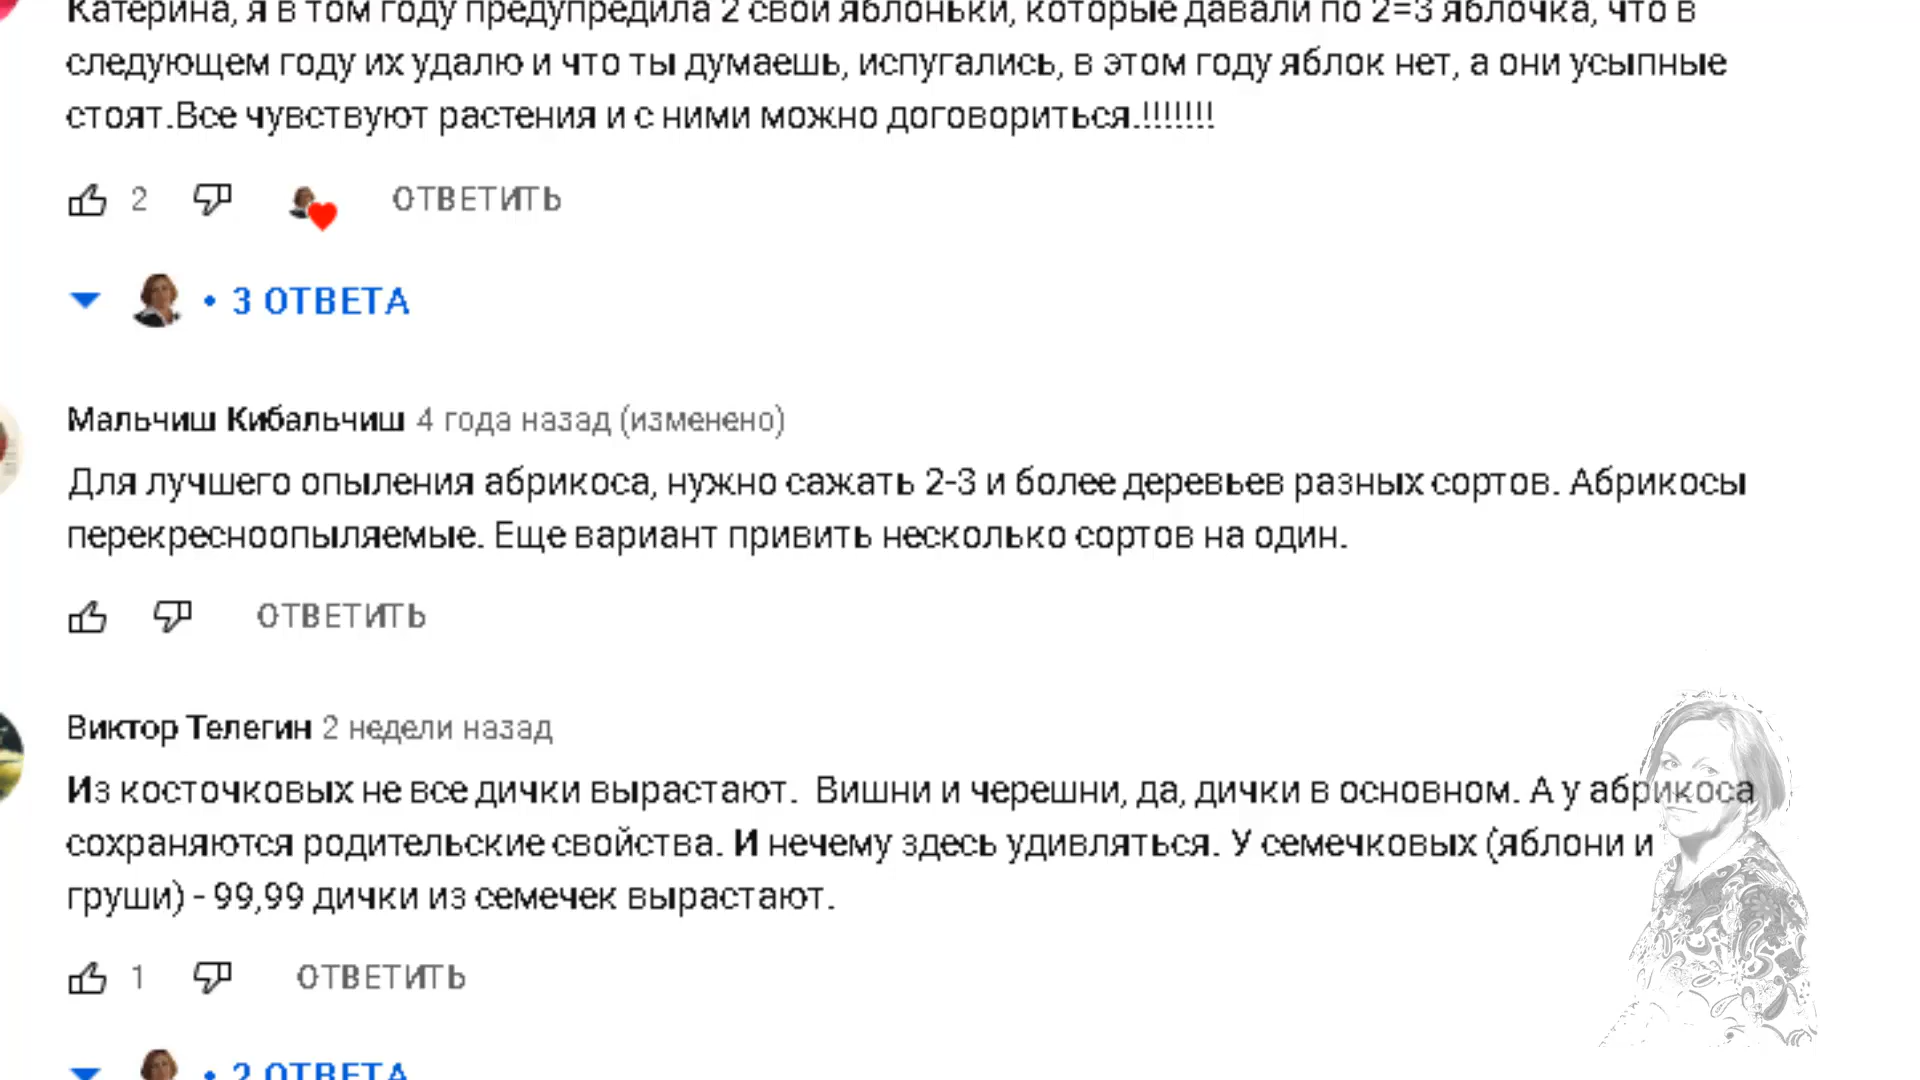 Катерина, я в том году предупредила 2 свои яблоньки, которые давали по 2=3 яблочка, что в
следующем году их удалю и что ты думаешь, испугались, в этом году яблок нет, а они усыпные
стоят.Все чувствуют растения и с ними можно договориться.!!!!!!!
2 ОТВЕТИТЬ
• 3 ОТВЕТА
Мальчиш Кибальчиш 4 года назад (изменено)
Для лучшего опыления абрикоса, нужно сажать 2-3 и более деревьев разных сортов. Абрикосы
перекресноопыляемые. Еще вариант привить несколько сортов на один.
ОТВЕТИТЬ
Виктор Телегин 2 недели назад
Из косточковых не все дички вырастают. Вишни и черешни, да, дички в основном. А у абрикоса
сохраняются родительские свойства. И нечему здесь удивляться. У семечковых (яблони и
груши) - 99,99 дички из семечек вырастают.
1 ОТВЕТИТЬ
• 2 ОТВЕТА